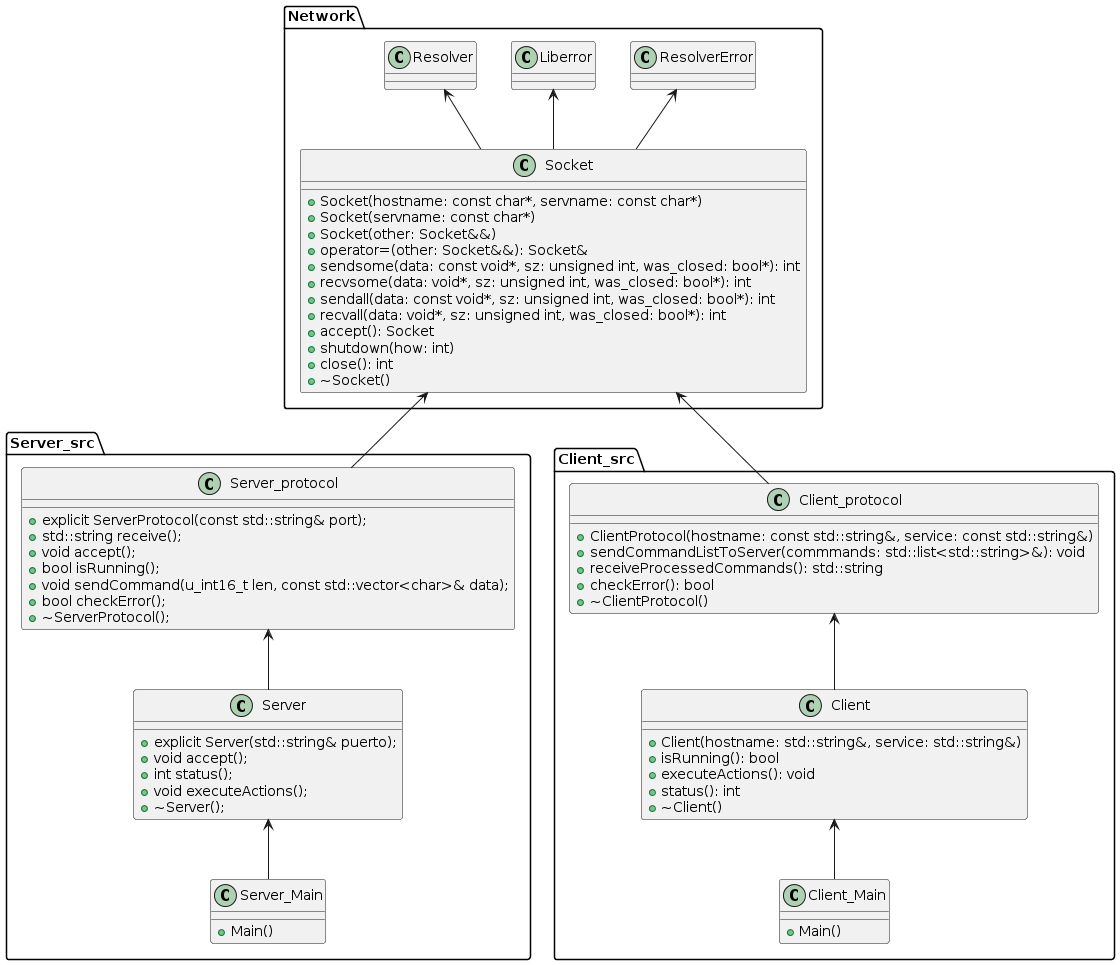 Network
C Resolver
C Liberror
C ResolverError
C Socket
Socket(hostname: const char*, servname: const char*)
Socket(servname: const char*)
Socket(other: Socket&&)
operator=(other: Socket&&): Socket&
sendsome(data: const void*, sz: unsigned int, was_closed: bool*): int
recvsome(data: void*, sz: unsigned int, was_closed: bool*): int
sendall(data: const void*, sz: unsigned int, was_closed: bool*): int
recvall(data: void*, sz: unsigned int, was_closed: bool*): int
accept(): Socket
shutdown(how: int)
close(): int
~Socket()
Server_src
C Server_protocol
explicit ServerProtocol(const std::string& port);
std::string receive();
void accept();
bool isRunning();
void sendCommand(u_int16_t len, const std::vector<char>& data);
bool checkError();
~ServerProtocol();
C Server
explicit Server(std::string& puerto);
void accept();
int status();
void executeActions();
~Server();
C Server_Main
Main()
Client_src
C Client_protocol
ClientProtocol(hostname: const std::string&, service: const std::string&)
sendCommandListToServer(commmands: std::list<std::string>&): void
receiveProcessedCommands(): std::string
checkError(): bool
~ClientProtocol()
C Client
Client(hostname: std::string&, service: std::string&)
isRunning(): bool
executeActions(): void
status(): int
~Client()
C Client_Main
Main()